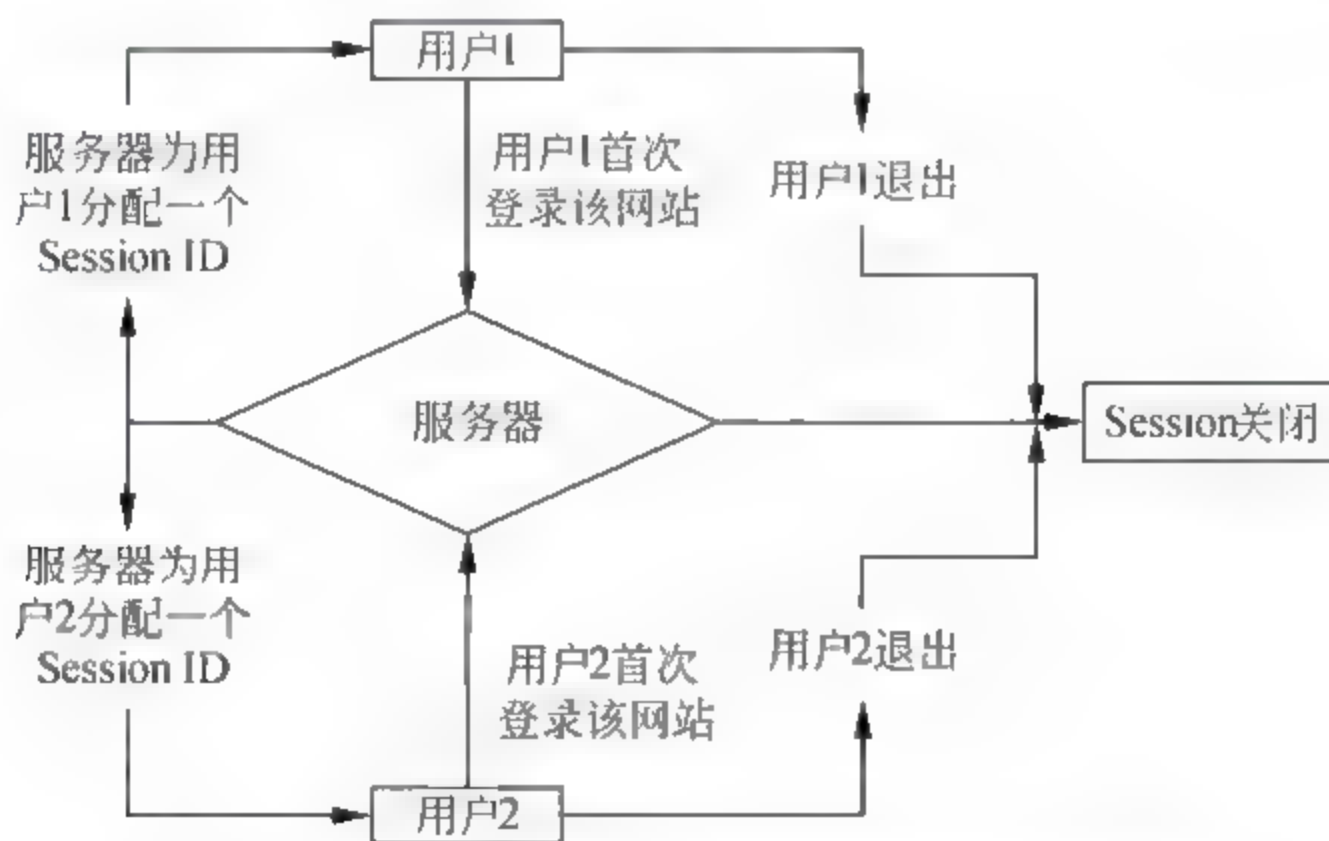 用户1
服务器为用
户1分配一个
Session ID
用户1首次
登录该网站
用户1退出
服务器
Session关闭
服务器为用
户2分配一个
Session ID
用户2首次
登录该网站
用户2退出
用户2